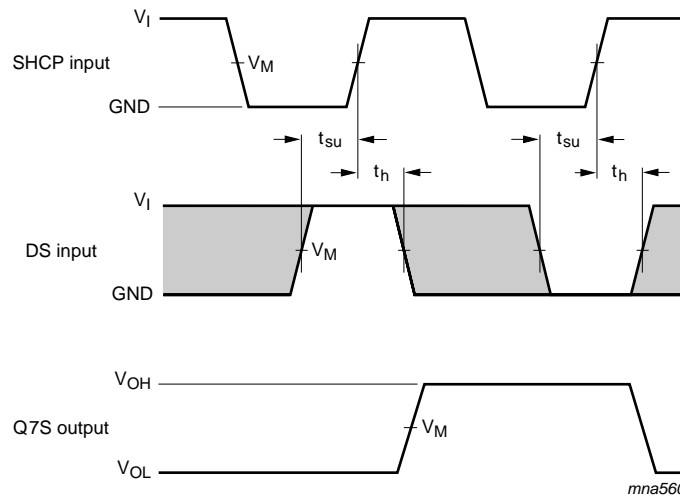 VI
SHCP input
VM
GND
tsu
tsu
th
th
VI
DS input
VM
GND
VOH
Q7S output
VM
VOL
mna560